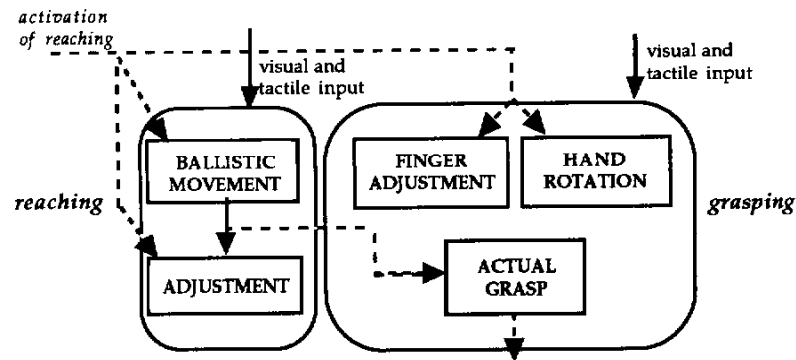 activation
of reaching
visual and
tactile input
visual and
tactile input
BALLISTIC
MOVEMENT
FINGER
ADJUSTMENT
HAND
ROTATION
reaching
grasping
ADJUSTMENT
ACTUAL
GRASP